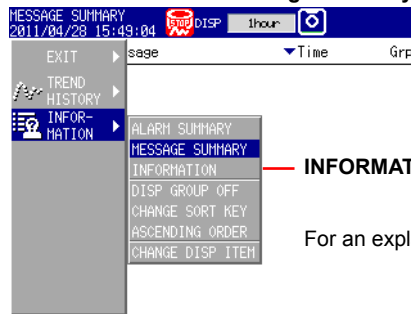 MESSAGE SUMMARY
2011/04/28 15:49:04 STOP DISP 1hour
EXIT
sage ▼Time Grp
TREND
HISTORY
INFOR-
MATION
ALARM SUMMARY
MESSAGE SUMMARY
INFORMATION
DISP GROUP OFF
CHANGE SORT KEY
ASCENDING ORDER
CHANGE DISP ITEM
INFORMAT
For an expl